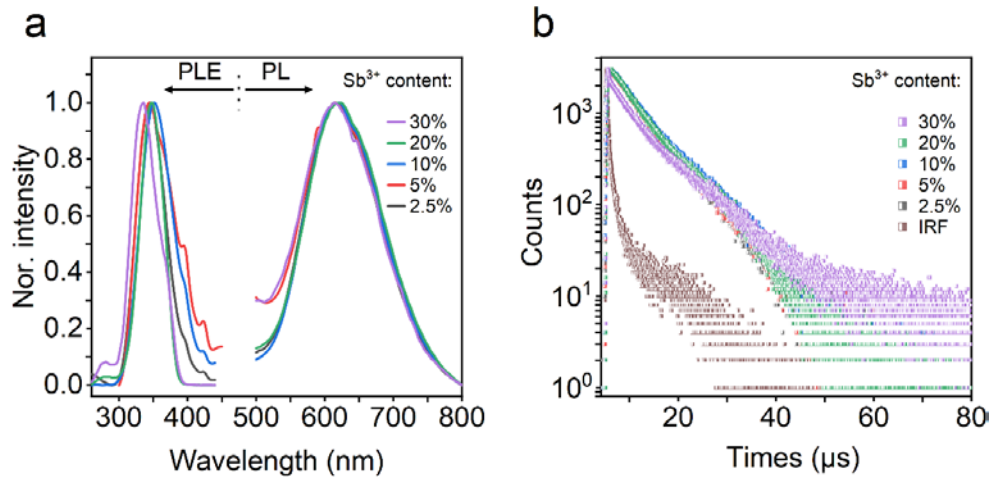 a
PLE
PL
Sb³⁺ content:
30%
20%
10%
5%
2.5%
1.0
0.8
0.6
0.4
0.2
0.0
Nor. intensity
300 400 500 600 700 800
Wavelength (nm)
b
Sb³⁺ content:
30%
20%
10%
5%
2.5%
IRF
10³
10²
10¹
10⁰
Counts
20 40 60 80
Times (μs)